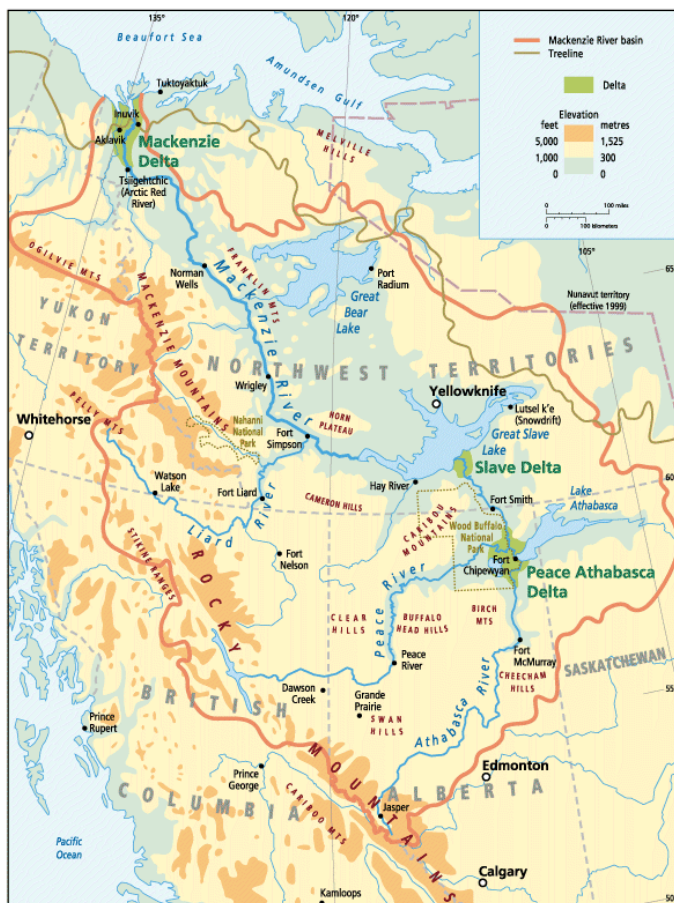 135°
120°
Beaufort Sea
Tuktoyaktuk
Amundsen Gulf
Mackenzie River basin
Treeline
Delta
Elevation
feet
metres
5,000
1,525
1,000
300
0
0
0
100 miles
0
100 kilometers
Inuvik
Aklavik
Mackenzie
Delta
MELVILLE
HILLS
Tsiigehtchic
(Arctic Red
River)
105°
65°
OGILVIE MTS
Norman
Wells
FRANKLIN MTS
Mackenzie River
Port
Radium
Great
Bear
Lake
Nunavut territory
(effective 1999)
YUKON
TERRITORY
MACKENZIE MOUNTAINS
NORTHWEST TERRITORIES
Wrigley
Yellowknife
Lutsel k'e
(Snowdrift)
PELLY MTS
Whitehorse
Nahanni
National
Park
Fort
Simpson
HORN
PLATEAU
Great Slave
Lake
Slave Delta
Hay River
60°
Watson
Lake
Fort Liard
Liard River
CAMERON HILLS
CARIBOU
MOUNTAINS
Fort Smith
Lake
Athabasca
Wood Buffalo
National
Park
STIKINE RANGES
ROCKY MOUNTAINS
Fort
Nelson
Fort
Chipewyan
Peace Athabasca
Delta
Peace River
CLEAR
HILLS
BUFFALO
HEAD HILLS
BIRCH
MTS
Peace
River
Fort
McMurray
CHEECHAM
HILLS
SASKATCHEWAN
55°
Dawson
Creek
Grande
Prairie
SWAN
HILLS
Athabasca River
BRITISH
COLUMBIA
Prince
Rupert
Prince
George
CARIBOO MTS
Edmonton
ALBERTA
Jasper
Pacific
Ocean
Calgary
Kamloops
50°